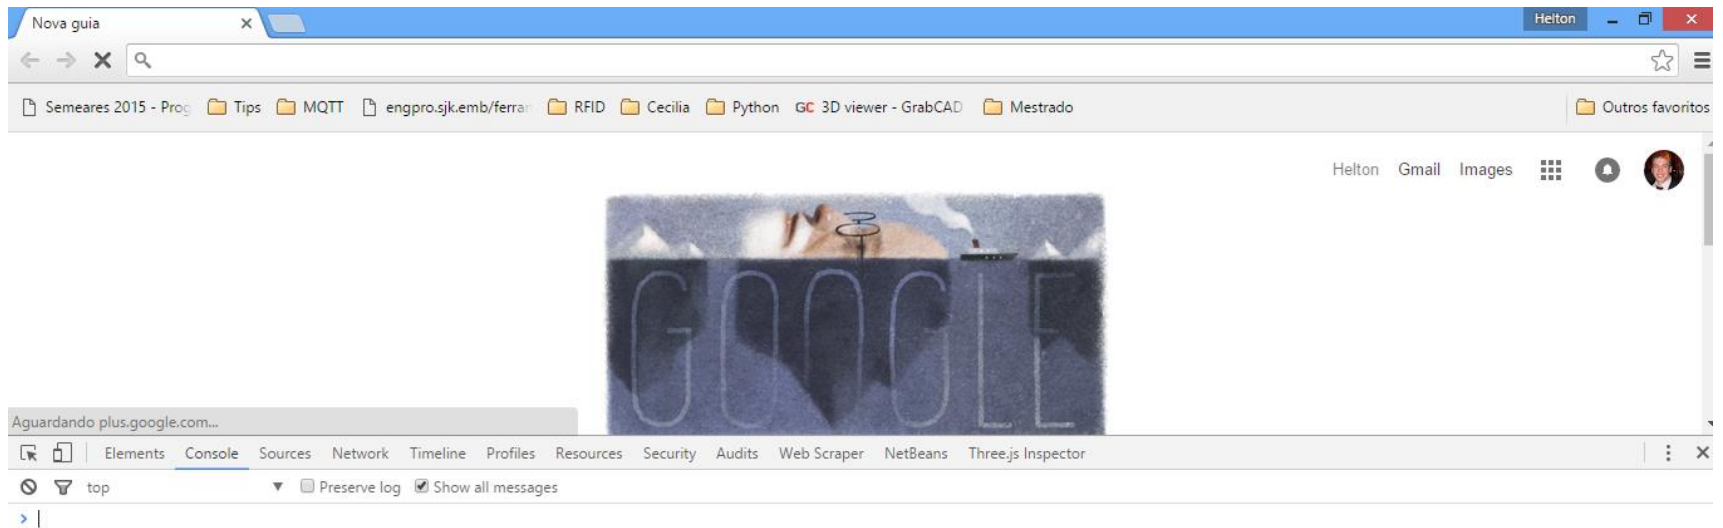 Nova guia
Helton
Semeares 2015 - Prog Tips MQTT engpro.sjk.emb/ferran RFID Cecilia Python GC 3D viewer - GrabCAD Mestrado Outros favoritos
Helton Gmail Images
GOOGLE
Aguardando plus.google.com...
Elements Console Sources Network Timeline Profiles Resources Security Audits Web Scraper NetBeans Three.js Inspector
top Preserve log Show all messages